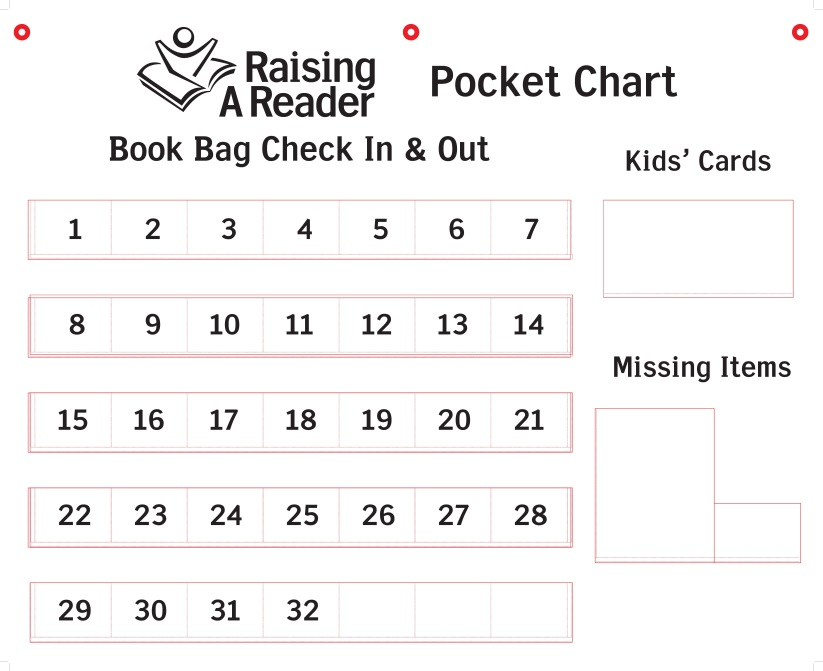 Raising
A Reader
Pocket Chart
Book Bag Check In & Out
Kids’ Cards
1 2 3 4 5 6 7
8 9 10 11 12 13 14
Missing Items
15 16 17 18 19 20 21
22 23 24 25 26 27 28
29 30 31 32